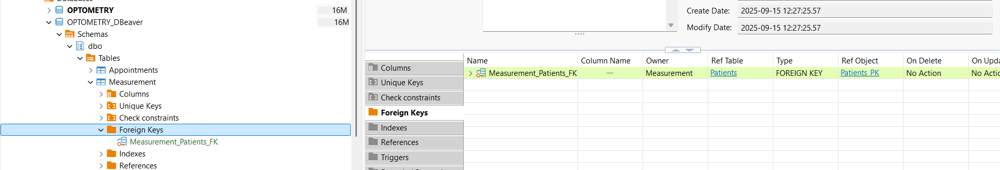 Databases
OPTOMETRY 16M
OPTOMETRY_DBeaver 16M
Schemas
dbo
Tables
Appointments
Measurement
Columns
Unique Keys
Check constraints
Foreign Keys
Measurement_Patients_FK
Indexes
References
Create Date: 2025-09-15 12:27:25.57
Modify Date: 2025-09-15 12:27:25.57
Columns
Unique Keys
Check constraints
Foreign Keys
Indexes
References
Triggers
Name Column Name Owner Ref Table Type Ref Object On Delete On Upda
Measurement_Patients_FK — Measurement Patients FOREIGN KEY Patients_PK No Action No Actio